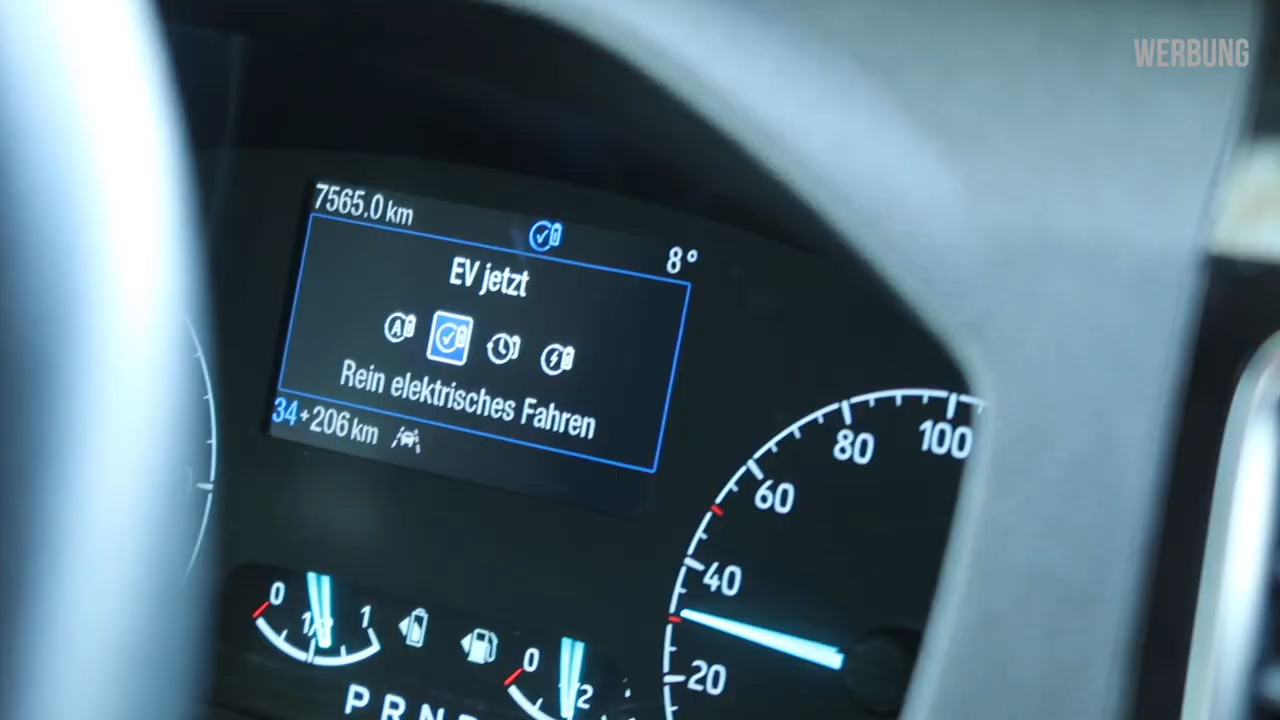 WERBUNG
7565.0 km
8°
EV jetzt
A
Rein elektrisches Fahren
34+206 km
100
80
60
40
20
0 1/2 1
0
P R N